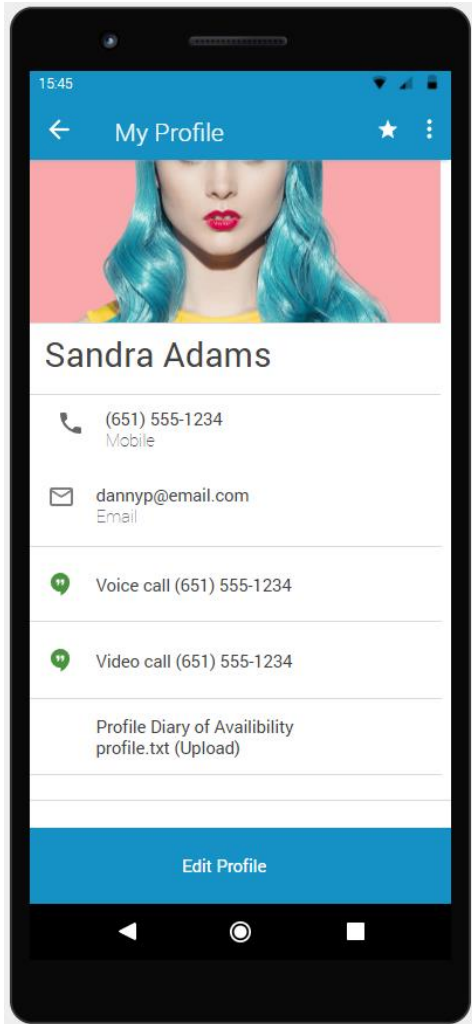 15:45
My Profile
Sandra Adams
(651) 555-1234
Mobile
dannyp@email.com
Email
Voice call (651) 555-1234
Video call (651) 555-1234
Profile Diary of Availibility
profile.txt (Upload)
Edit Profile